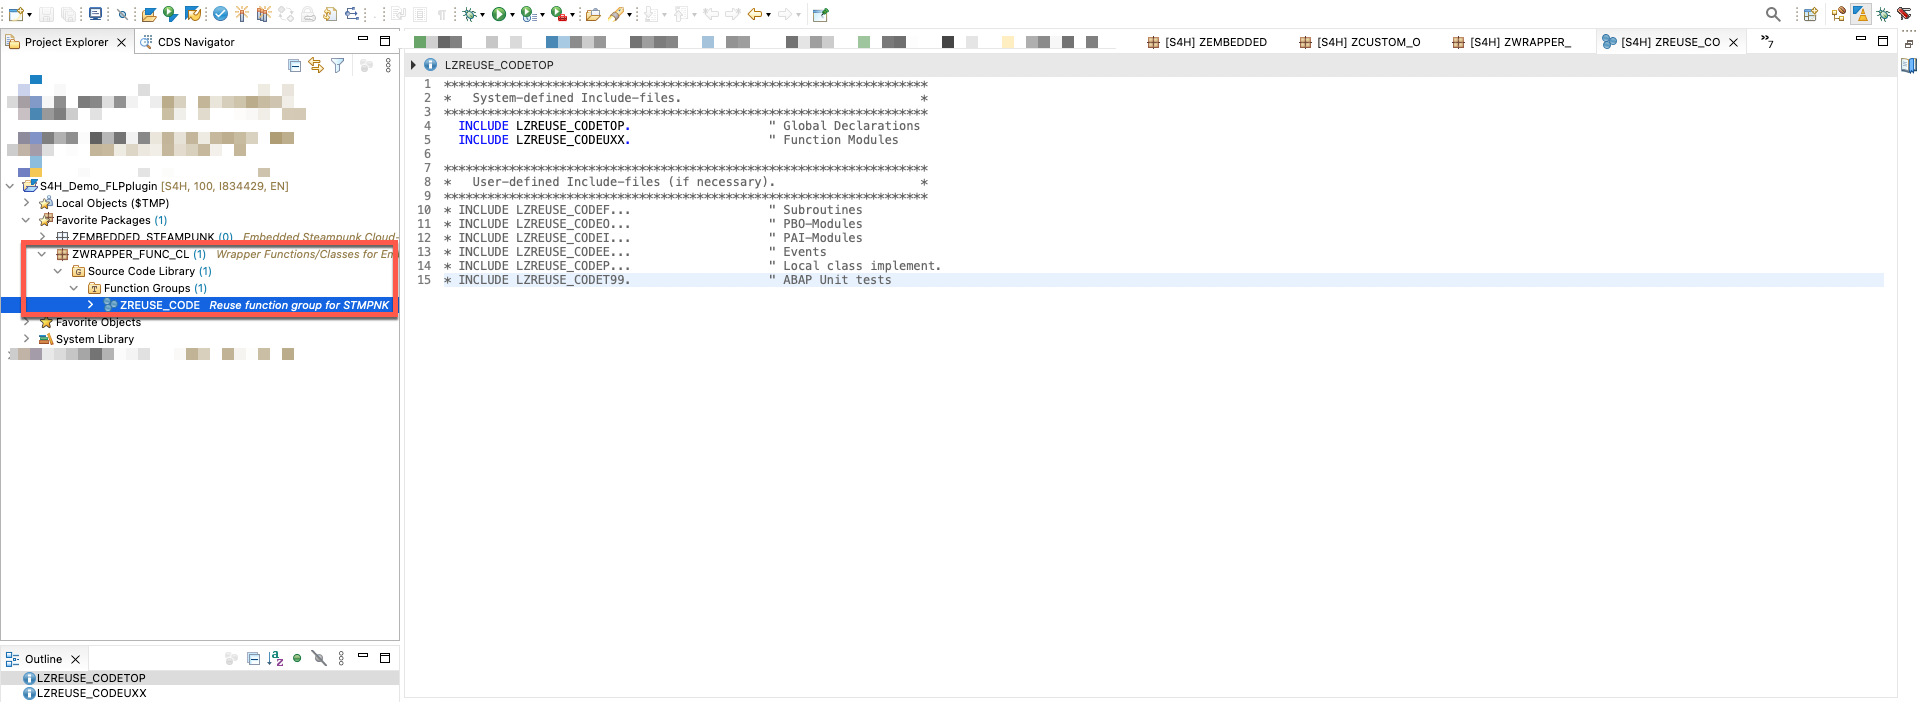 Project Explorer
CDS Navigator
[S4H] ZEMBEDDED
[S4H] ZCUSTOM_O
[S4H] ZWRAPPER_
[S4H] ZREUSE_CO
7
S4H_Demo_FLPplugin [S4H, 100, I834429, EN]
Local Objects ($TMP)
Favorite Packages (1)
ZEMBEDDED_STEAMPUNK (0) Embedded Steampunk Cloud-
ZWRAPPER_FUNC_CL (1) Wrapper Functions/Classes for Em
Source Code Library (1)
Function Groups (1)
ZREUSE_CODE Reuse function group for STMPNK
Favorite Objects
System Library
Outline
LZREUSE_CODETOP
LZREUSE_CODEUXX
LZREUSE_CODETOP
1 *******************************************************************
2 * System-defined Include-files. *
3 *******************************************************************
4 INCLUDE LZREUSE_CODETOP. " Global Declarations
5 INCLUDE LZREUSE_CODEUXX. " Function Modules
6
7 *******************************************************************
8 * User-defined Include-files (if necessary). *
9 *******************************************************************
10 * INCLUDE LZREUSE_CODEF... " Subroutines
11 * INCLUDE LZREUSE_CODEO... " PBO-Modules
12 * INCLUDE LZREUSE_CODEI... " PAI-Modules
13 * INCLUDE LZREUSE_CODEE... " Events
14 * INCLUDE LZREUSE_CODEP... " Local class implement.
15 * INCLUDE LZREUSE_CODET99. " ABAP Unit tests